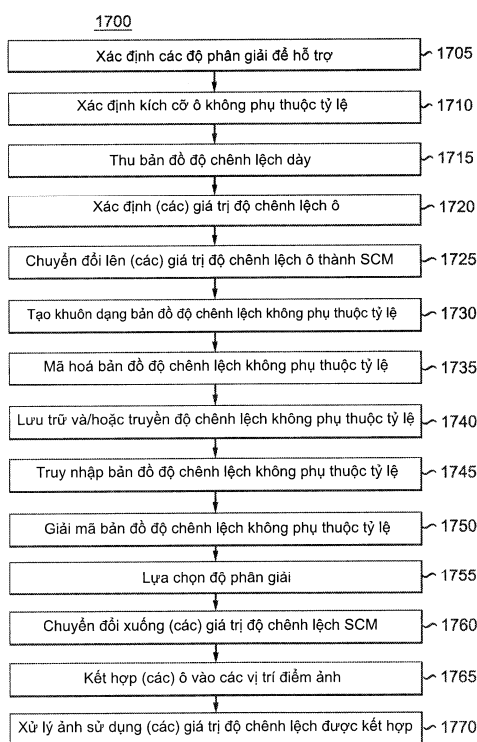 1700
Xác định các độ phân giải để hỗ trợ 1705
Xác định kích cỡ ô không phụ thuộc tỷ lệ 1710
Thu bản đồ độ chênh lệch dày 1715
Xác định (các) giá trị độ chênh lệch ô 1720
Chuyển đổi lên (các) giá trị độ chênh lệch ô thành SCM 1725
Tạo khuôn dạng bản đồ độ chênh lệch không phụ thuộc tỷ lệ 1730
Mã hoá bản đồ độ chênh lệch không phụ thuộc tỷ lệ 1735
Lưu trữ và/hoặc truyền độ chênh lệch không phụ thuộc tỷ lệ 1740
Truy nhập bản đồ độ chênh lệch không phụ thuộc tỷ lệ 1745
Giải mã bản đồ độ chênh lệch không phụ thuộc tỷ lệ 1750
Lựa chọn độ phân giải 1755
Chuyển đổi xuống (các) giá trị độ chênh lệch SCM 1760
Kết hợp (các) ô vào các vị trí điểm ảnh 1765
Xử lý ảnh sử dụng (các) giá trị độ chênh lệch được kết hợp 1770